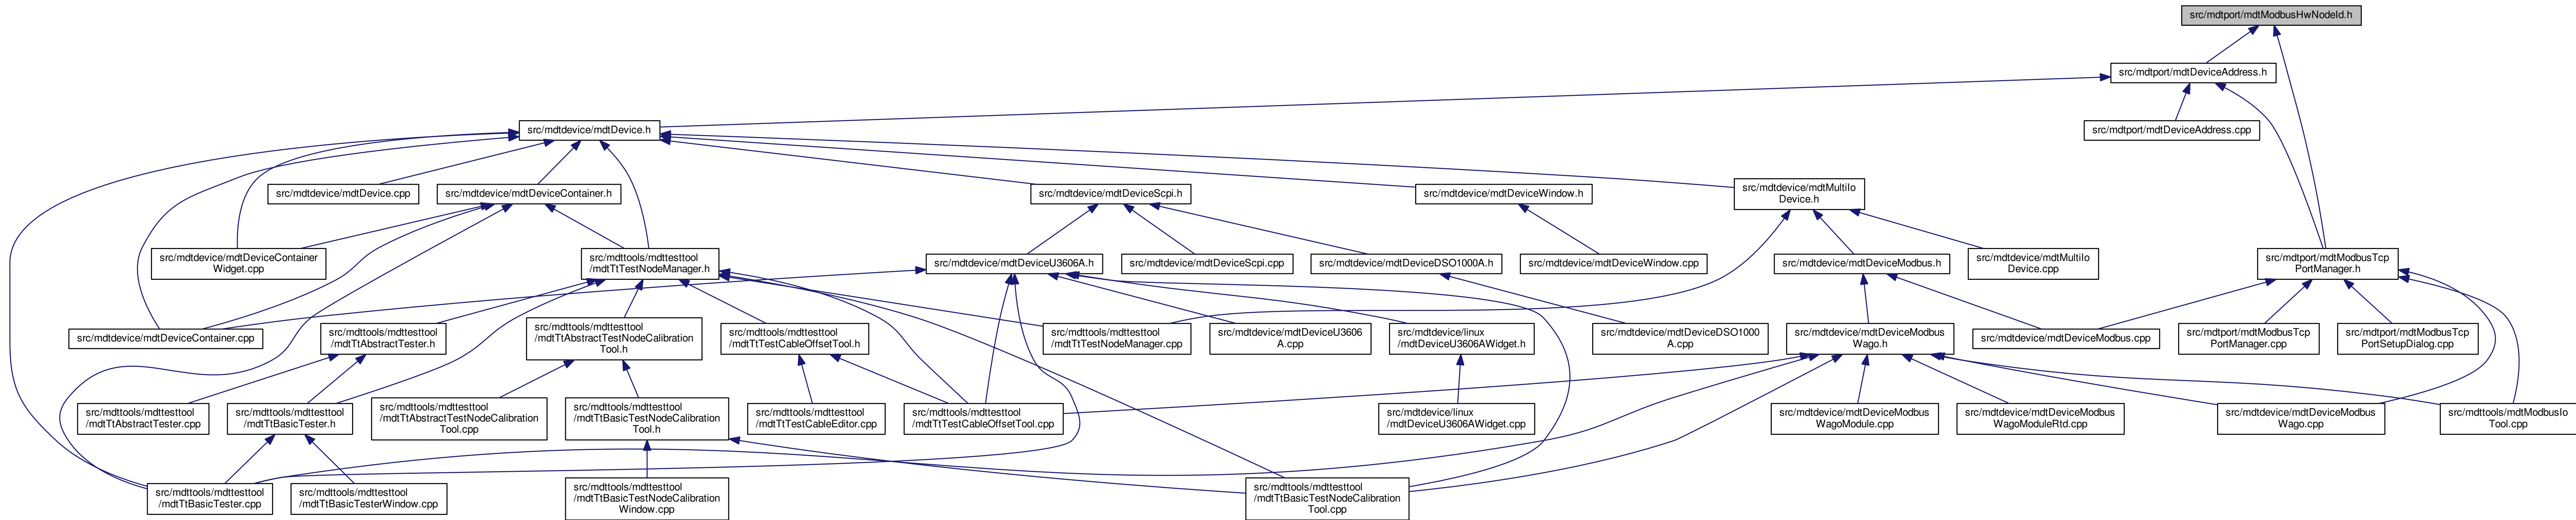 src/mdtport/mdtModbusHwNodeId.h
src/mdtport/mdtDeviceAddress.h
src/mdtdevice/mdtDevice.h
src/mdtport/mdtDeviceAddress.cpp
src/mdtdevice/mdtDevice.cpp
src/mdtdevice/mdtDeviceContainer.h
src/mdtdevice/mdtDeviceScpi.h
src/mdtdevice/mdtDeviceWindow.h
src/mdtdevice/mdtMultiIo
Device.h
src/mdtdevice/mdtDeviceContainer
Widget.cpp
src/mdttools/mdttesttool
/mdtTtTestNodeManager.h
src/mdtdevice/mdtDeviceU3606A.h
src/mdtdevice/mdtDeviceScpi.cpp
src/mdtdevice/mdtDeviceDSO1000A.h
src/mdtdevice/mdtDeviceWindow.cpp
src/mdtdevice/mdtDeviceModbus.h
src/mdtdevice/mdtMultiIo
Device.cpp
src/mdtport/mdtModbusTcp
PortManager.h
src/mdtdevice/mdtDeviceContainer.cpp
src/mdttools/mdttesttool
/mdtTtAbstractTester.h
src/mdttools/mdttesttool
/mdtTtAbstractTestNodeCalibration
Tool.h
src/mdttools/mdttesttool
/mdtTtTestCableOffsetTool.h
src/mdttools/mdttesttool
/mdtTtTestNodeManager.cpp
src/mdtdevice/mdtDeviceU3606
A.cpp
src/mdtdevice/linux
/mdtDeviceU3606AWidget.h
src/mdtdevice/mdtDeviceDSO1000
A.cpp
src/mdtdevice/mdtDeviceModbus
Wago.h
src/mdtdevice/mdtDeviceModbus.cpp
src/mdtport/mdtModbusTcp
PortManager.cpp
src/mdtport/mdtModbusTcp
PortSetupDialog.cpp
src/mdttools/mdttesttool
/mdtTtAbstractTester.cpp
src/mdttools/mdttesttool
/mdtTtBasicTester.h
src/mdttools/mdttesttool
/mdtTtAbstractTestNodeCalibration
Tool.cpp
src/mdttools/mdttesttool
/mdtTtBasicTestNodeCalibration
Tool.h
src/mdttools/mdttesttool
/mdtTtTestCableEditor.cpp
src/mdttools/mdttesttool
/mdtTtTestCableOffsetTool.cpp
src/mdtdevice/linux
/mdtDeviceU3606AWidget.cpp
src/mdtdevice/mdtDeviceModbus
WagoModule.cpp
src/mdtdevice/mdtDeviceModbus
WagoModuleRtd.cpp
src/mdtdevice/mdtDeviceModbus
Wago.cpp
src/mdttools/mdtModbusIo
Tool.cpp
src/mdttools/mdttesttool
/mdtTtBasicTester.cpp
src/mdttools/mdttesttool
/mdtTtBasicTesterWindow.cpp
src/mdttools/mdttesttool
/mdtTtBasicTestNodeCalibration
Window.cpp
src/mdttools/mdttesttool
/mdtTtBasicTestNodeCalibration
Tool.cpp